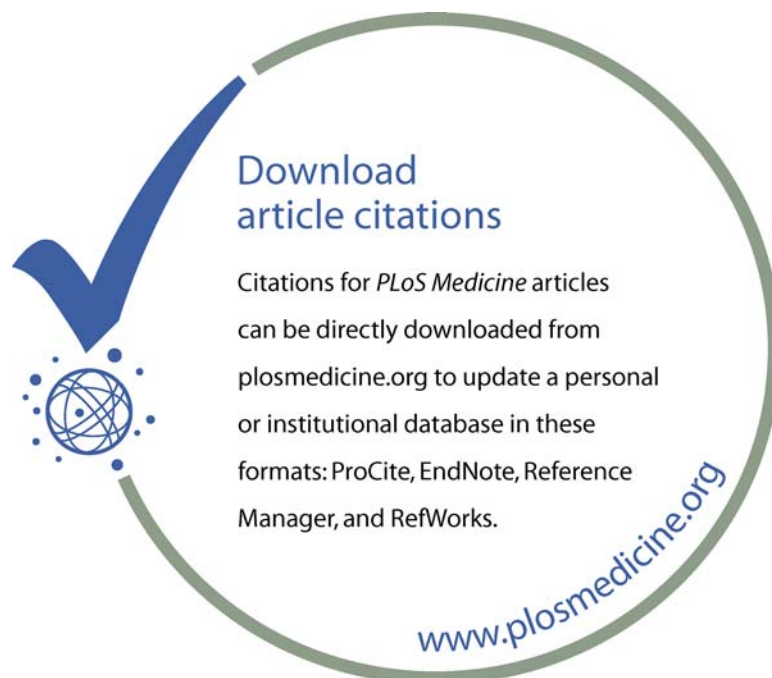 Download
article citations
Citations for PLoS Medicine articles
can be directly downloaded from
plosmedicine.org to update a personal
or institutional database in these
formats: ProCite, EndNote, Reference
Manager, and RefWorks.
www.plosmedicine.org